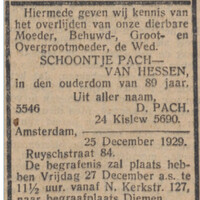 Hiermede geven wij kennis van
het overlijden van onze dierbare
Moeder, Behuwd-, Groot- en
Overgrootmoeder, de Wed.
SCHOONTJE PACH—
VAN HESSEN,
in den ouderdom van 89 jaar.
Uit aller naam,
5546 D. PACH.
24 Kislew 5690.
Amsterdam,
25 December 1929.
Ruyschstraat 84.
De begrafenis zal plaats heb-
ben Vrijdag 27 December a.s. te
11½ uur. vanaf N. Kerkstr. 127,
naar begraafplaats Diemen.